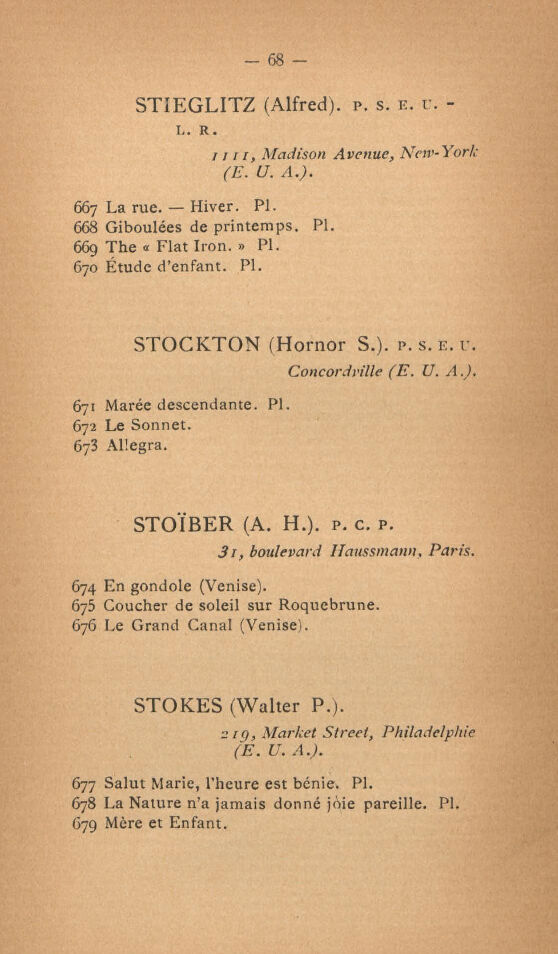 — 68 —
STIEGLITZ (Alfred). P. S. E. U. -
L. R.
1111, Madison Avenue, New-York
(E. U. A.).
667 La rue. — Hiver. Pl.
668 Giboulées de printemps. Pl.
669 The « Flat Iron. » Pl.
670 Étude d'enfant. Pl.
STOCKTON (Hornor S.). P. S. E. U.
Concordville (E. U. A.).
671 Marée descendante. Pl.
672 Le Sonnet.
673 Allegra.
STOÏBER (A. H.). P. C. P.
31, boulevard Haussmann, Paris.
674 En gondole (Venise).
675 Coucher de soleil sur Roquebrune.
676 Le Grand Canal (Venise).
STOKES (Walter P.).
219, Market Street, Philadelphie
(E. U. A.).
677 Salut Marie, l'heure est bénie. Pl.
678 La Nature n'a jamais donné jòie pareille. Pl.
679 Mère et Enfant.